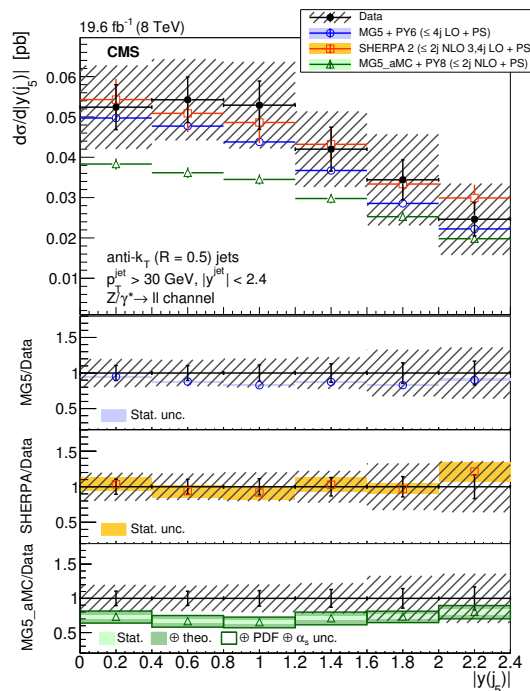 19.6 fb⁻¹ (8 TeV)
CMS
Data
MG5 + PY6 (≤ 4j LO + PS)
SHERPA 2 (≤ 2j NLO 3,4j LO + PS)
MG5_aMC + PY8 (≤ 2j NLO + PS)
dσ/d|y(j₅)| [pb]
0.06
0.05
0.04
0.03
0.02
0.01
anti-k_T (R = 0.5) jets
p_T^jet > 30 GeV, |y^jet| < 2.4
Z/γ*→ ll channel
MG5/Data
1.5
1
0.5
Stat. unc.
SHERPA/Data
1.5
1
0.5
Stat. unc.
MG5_aMC/Data
1.5
1
0.5
Stat. ⊕ theo. ⊕ PDF ⊕ α_s unc.
0 0.2 0.4 0.6 0.8 1 1.2 1.4 1.6 1.8 2 2.2 2.4
|y(j₅)|